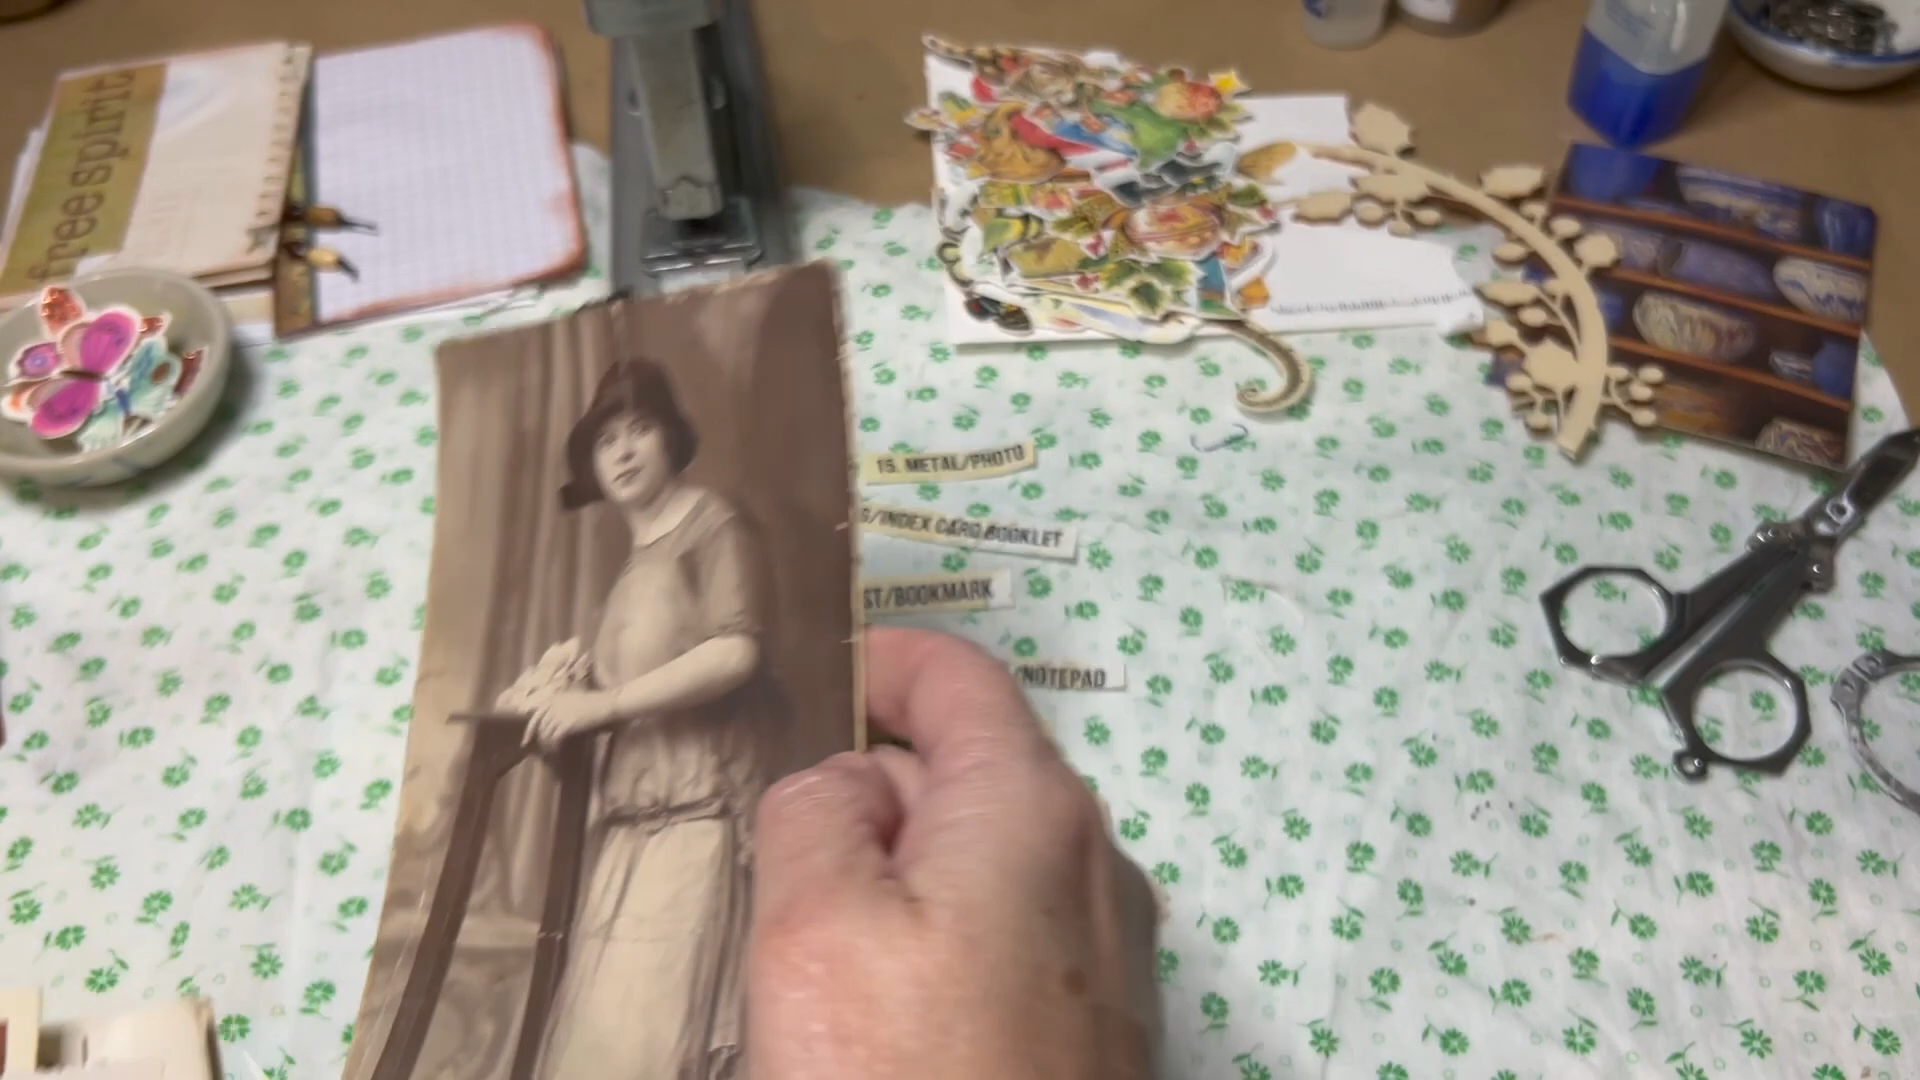 free spirit
15. METAL/PHOTO
/INDEX CARD BOOKLET
ST/BOOKMARK
/NOTEPAD